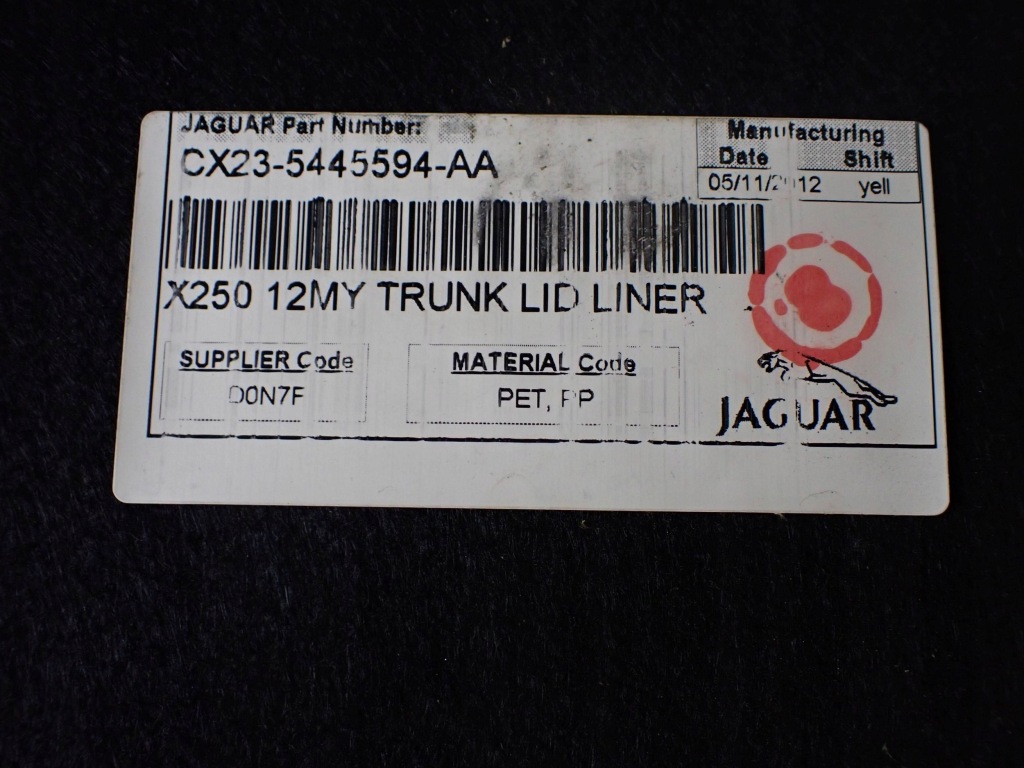 JAGUAR Part Number:
CX23-5445594-AA
Manufacturing
Date Shift
05/11/2012 yell
X250 12MY TRUNK LID LINER
SUPPLIER Code
D0N7F
MATERIAL Code
PET, PP
JAGUAR